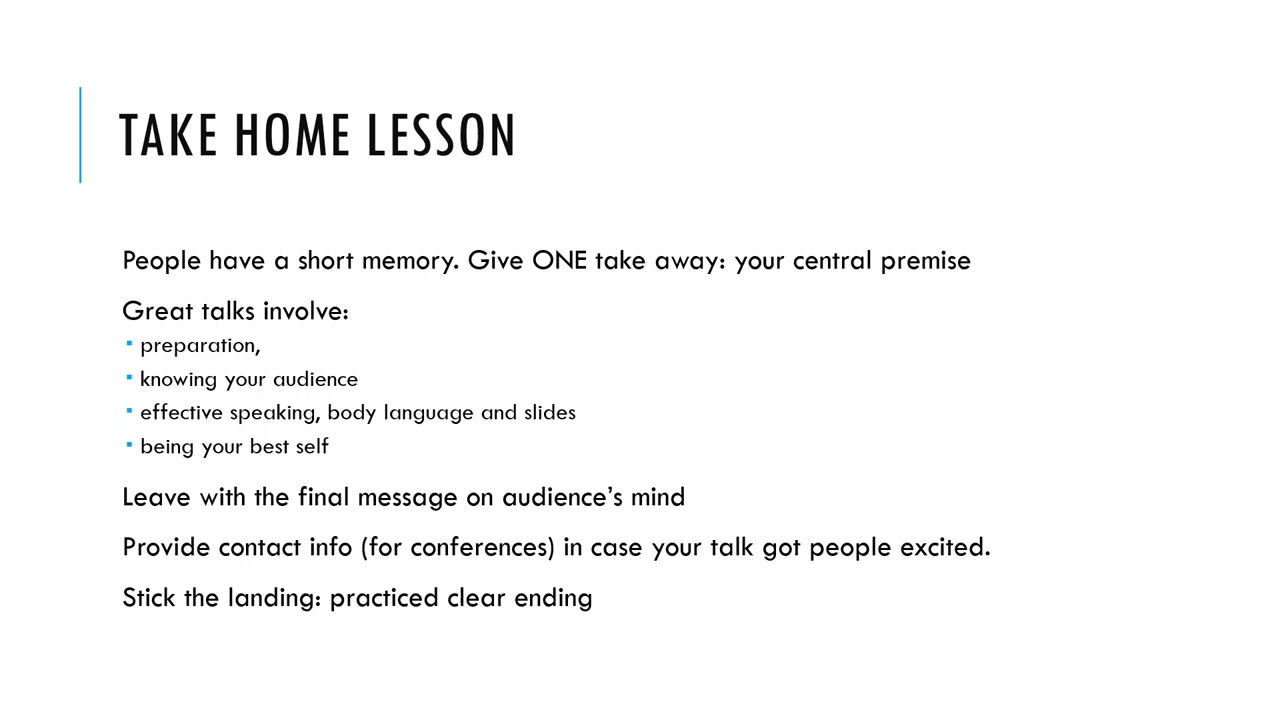 TAKE HOME LESSON
People have a short memory. Give ONE take away: your central premise
Great talks involve:
▪ preparation,
▪ knowing your audience
▪ effective speaking, body language and slides
▪ being your best self
Leave with the final message on audience’s mind
Provide contact info (for conferences) in case your talk got people excited.
Stick the landing: practiced clear ending